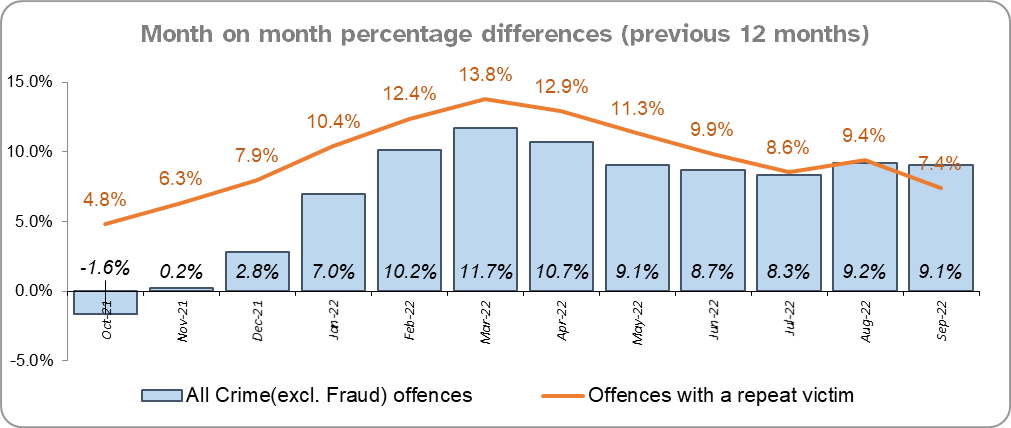 Month on month percentage differences (previous 12 months)
15.0%
10.0%
5.0%
0.0%
-5.0%
4.8%
6.3%
7.9%
10.4%
12.4%
13.8%
12.9%
11.3%
9.9%
8.6%
9.4%
7.4%
-1.6%
0.2%
2.8%
7.0%
10.2%
11.7%
10.7%
9.1%
8.7%
8.3%
9.2%
9.1%
Oct-21
Nov-21
Dec-21
Jan-22
Feb-22
Mar-22
Apr-22
May-22
Jun-22
Jul-22
Aug-22
Sep-22
All Crime(excl. Fraud) offences
Offences with a repeat victim